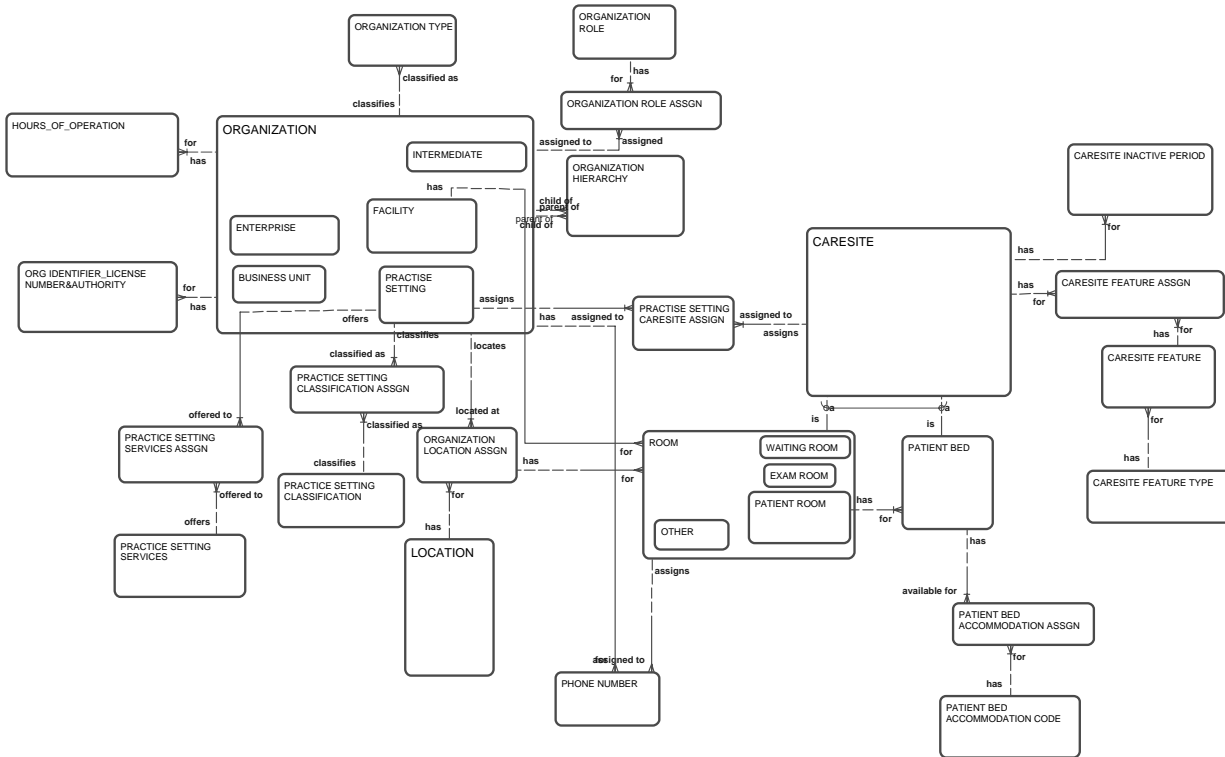 ORGANIZATION TYPE
classified as
classifies
ORGANIZATION
ROLE
has
for
ORGANIZATION ROLE ASSGN
assigned to
assigned
HOURS_OF_OPERATION
for
has
ORGANIZATION
INTERMEDIATE
has
FACILITY
ENTERPRISE
BUSINESS UNIT
PRACTISE
SETTING
ORGANIZATION
HIERARCHY
child of
parent of
parent of
child of
ORG IDENTIFIER_LICENSE
NUMBER&AUTHORITY
for
has
offers
classifies
assigns
locates
has
assigned to
PRACTISE SETTING
CARESITE ASSIGN
assigned to
assigns
CARESITE
CARESITE INACTIVE PERIOD
for
has
CARESITE FEATURE ASSGN
has
for
has
for
CARESITE FEATURE
for
has
CARESITE FEATURE TYPE
classified as
PRACTICE SETTING
CLASSIFICATION ASSGN
classified as
classifies
PRACTICE SETTING
CLASSIFICATION
offered to
PRACTICE SETTING
SERVICES ASSGN
offered to
offers
PRACTICE SETTING
SERVICES
located at
ORGANIZATION
LOCATION ASSGN
for
has
LOCATION
has
for
for
ROOM
WAITING ROOM
EXAM ROOM
PATIENT ROOM
OTHER
is
a
is
a
PATIENT BED
has
for
has
available for
PATIENT BED
ACCOMMODATION ASSGN
for
has
PATIENT BED
ACCOMMODATION CODE
assigns
for
assigned to
PHONE NUMBER